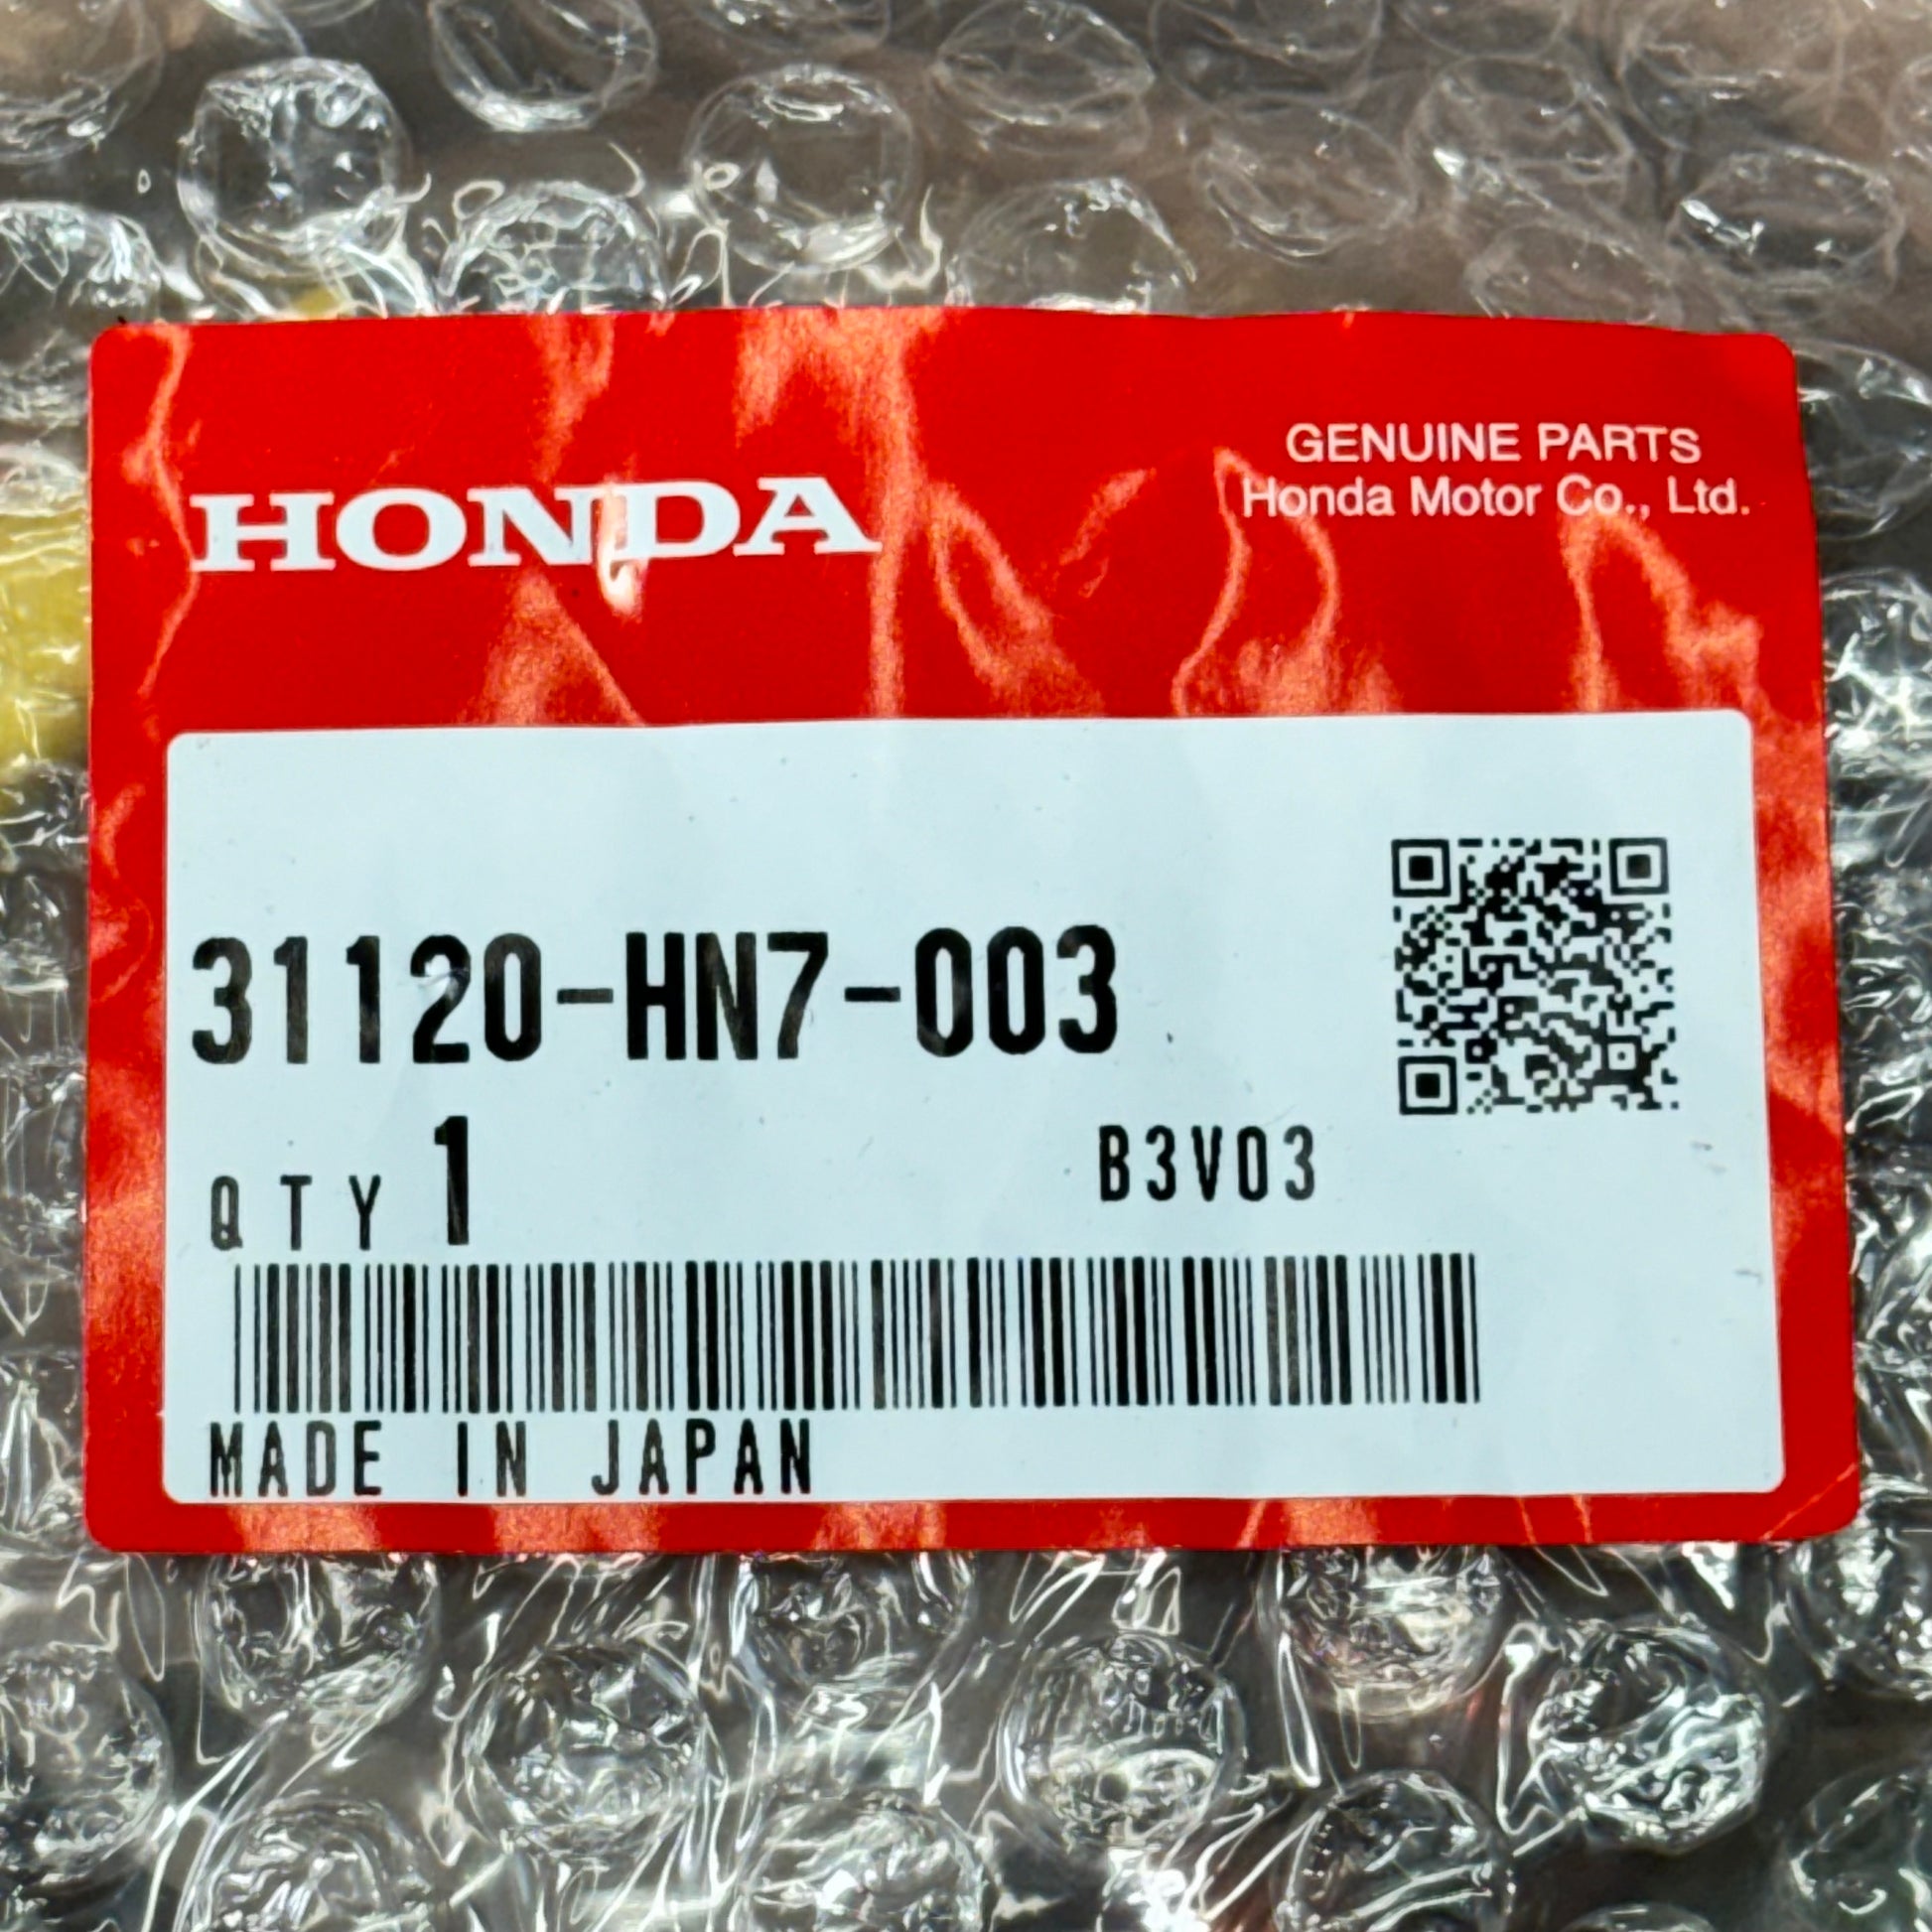 HONDA
GENUINE PARTS
Honda Motor Co., Ltd.
31120-HN7-003
QTY 1
B3V03
MADE IN JAPAN